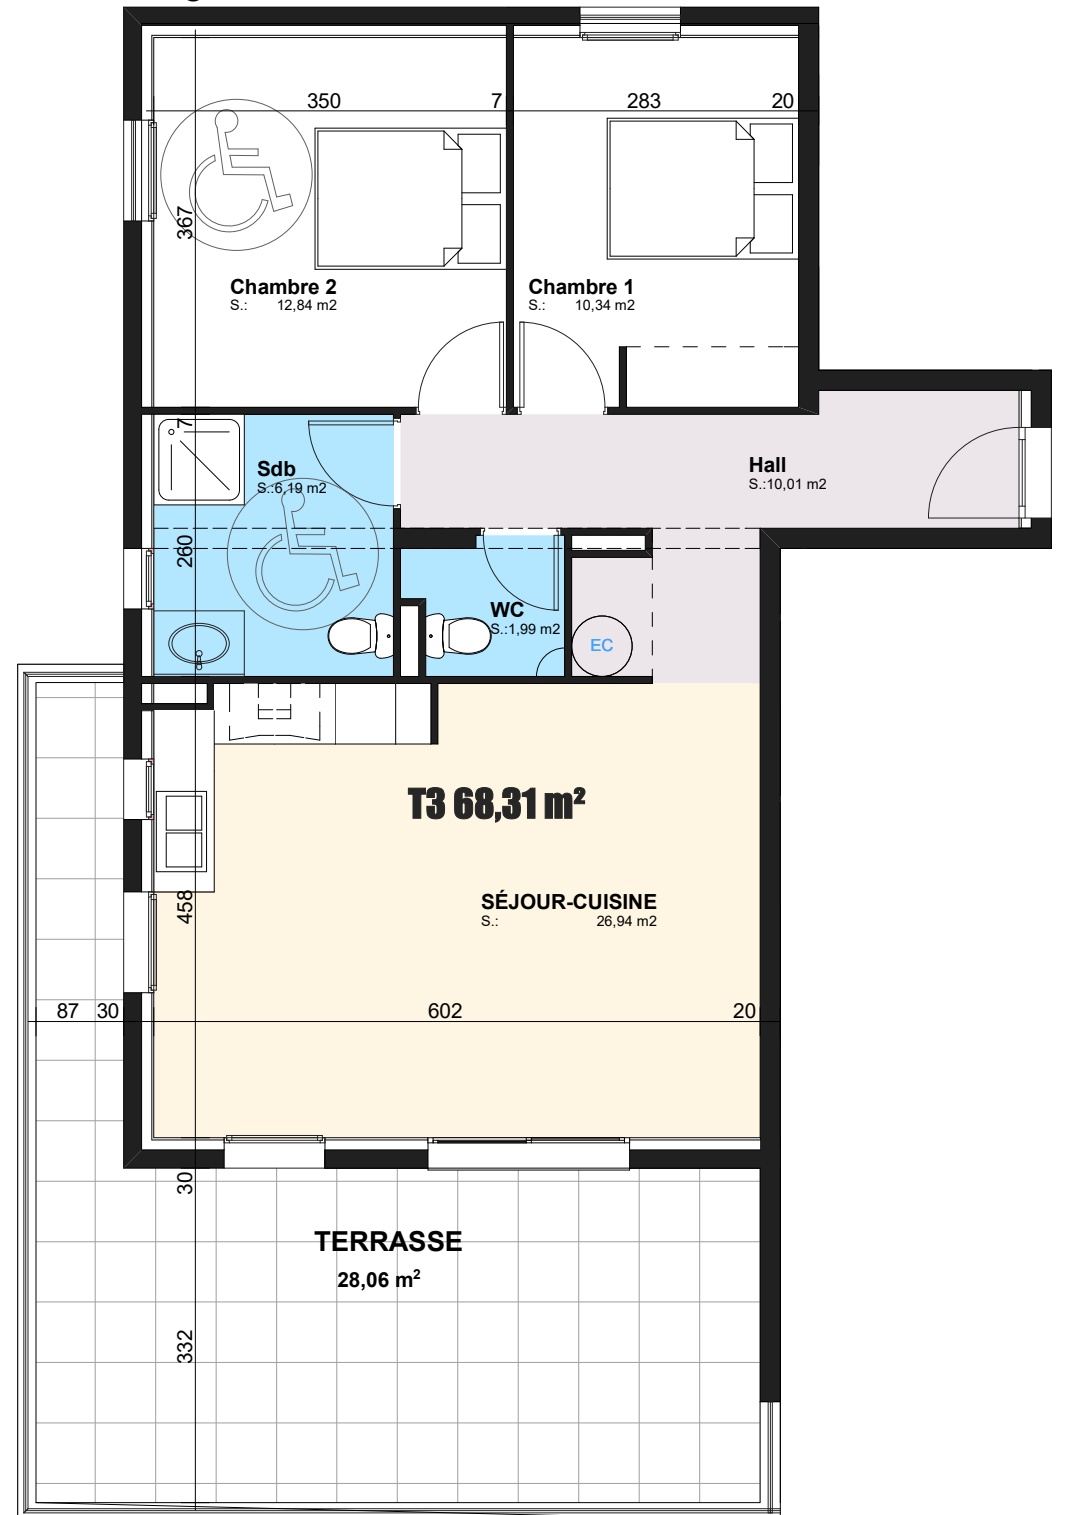 350 7 283 20
367
Chambre 2
S.: 12,84 m2
Chambre 1
S.: 10,34 m2
7
Sdb
S.:6,19 m2
Hall
S.:10,01 m2
260
WC
S.:1,99 m2
EC
T3 68,31 m²
458
SÉJOUR-CUISINE
S.: 26,94 m2
87 30 602 20
30
TERRASSE
28,06 m²
332